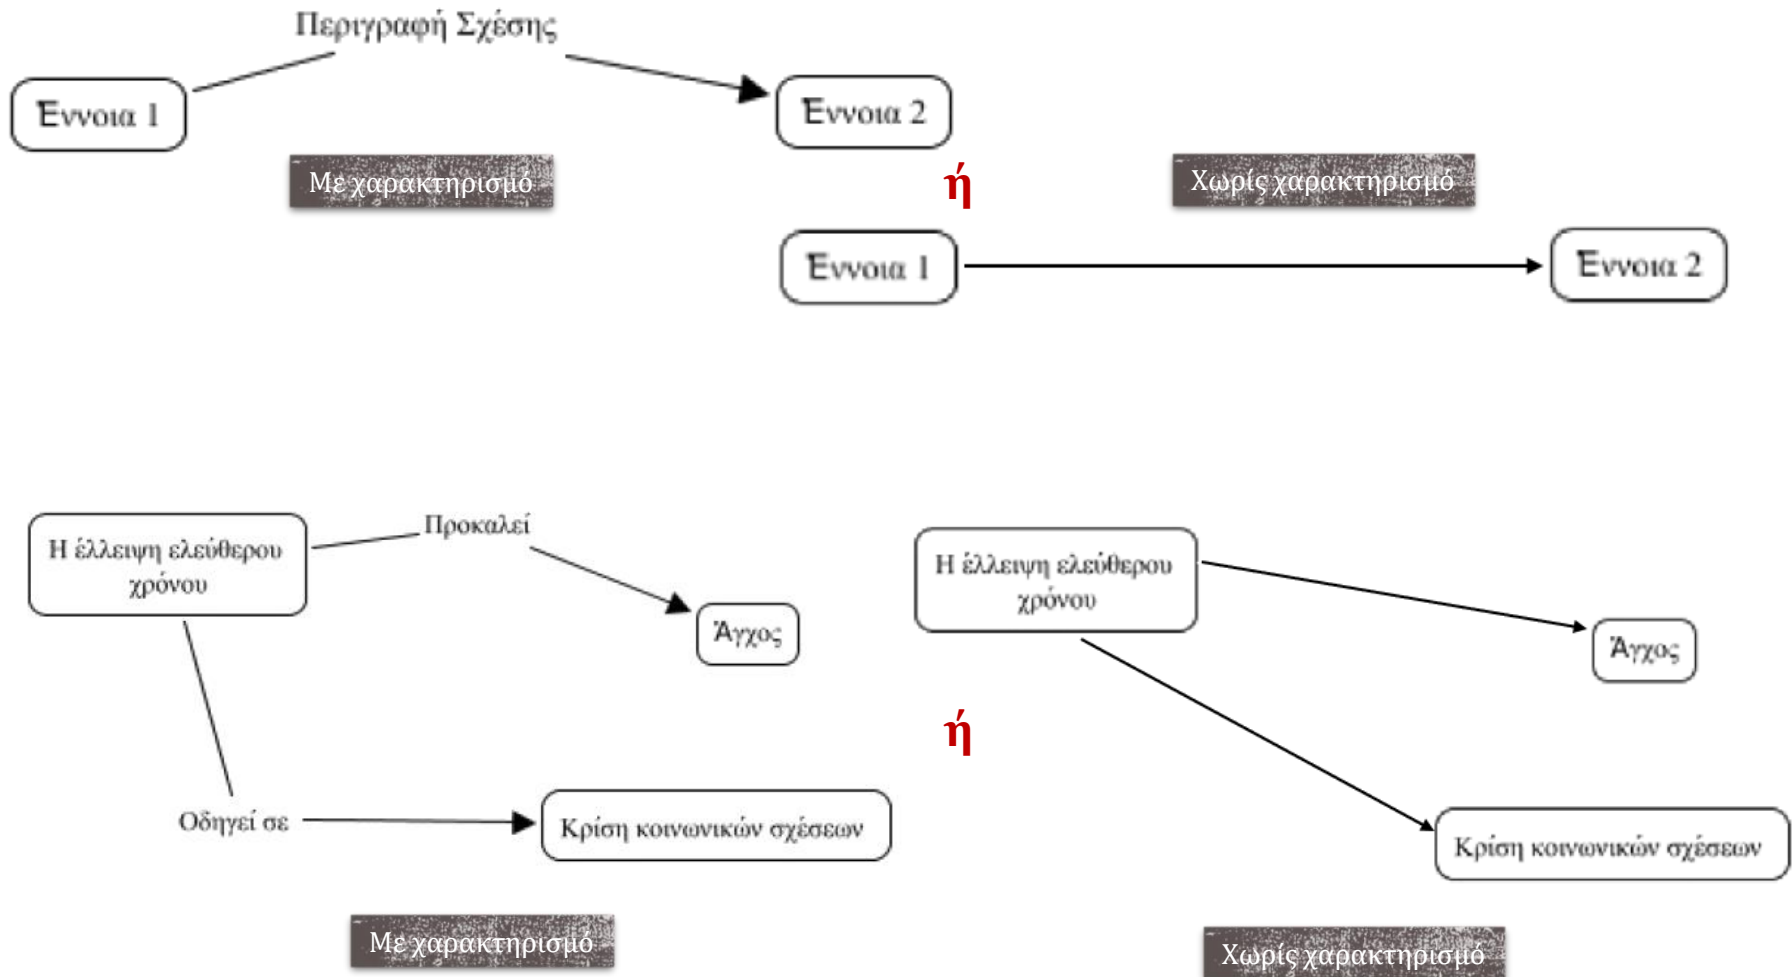 Περιγραφή Σχέσης
Έννοια 1
Έννοια 2
Με χαρακτηρισμό
ή
Χωρίς χαρακτηρισμό
Έννοια 1
Έννοια 2
Η έλλειψη ελεύθερου
χρόνου
Προκαλεί
Άγχος
Οδηγεί σε
Κρίση κοινωνικών σχέσεων
Με χαρακτηρισμό
ή
Η έλλειψη ελεύθερου
χρόνου
Άγχος
Κρίση κοινωνικών σχέσεων
Χωρίς χαρακτηρισμό